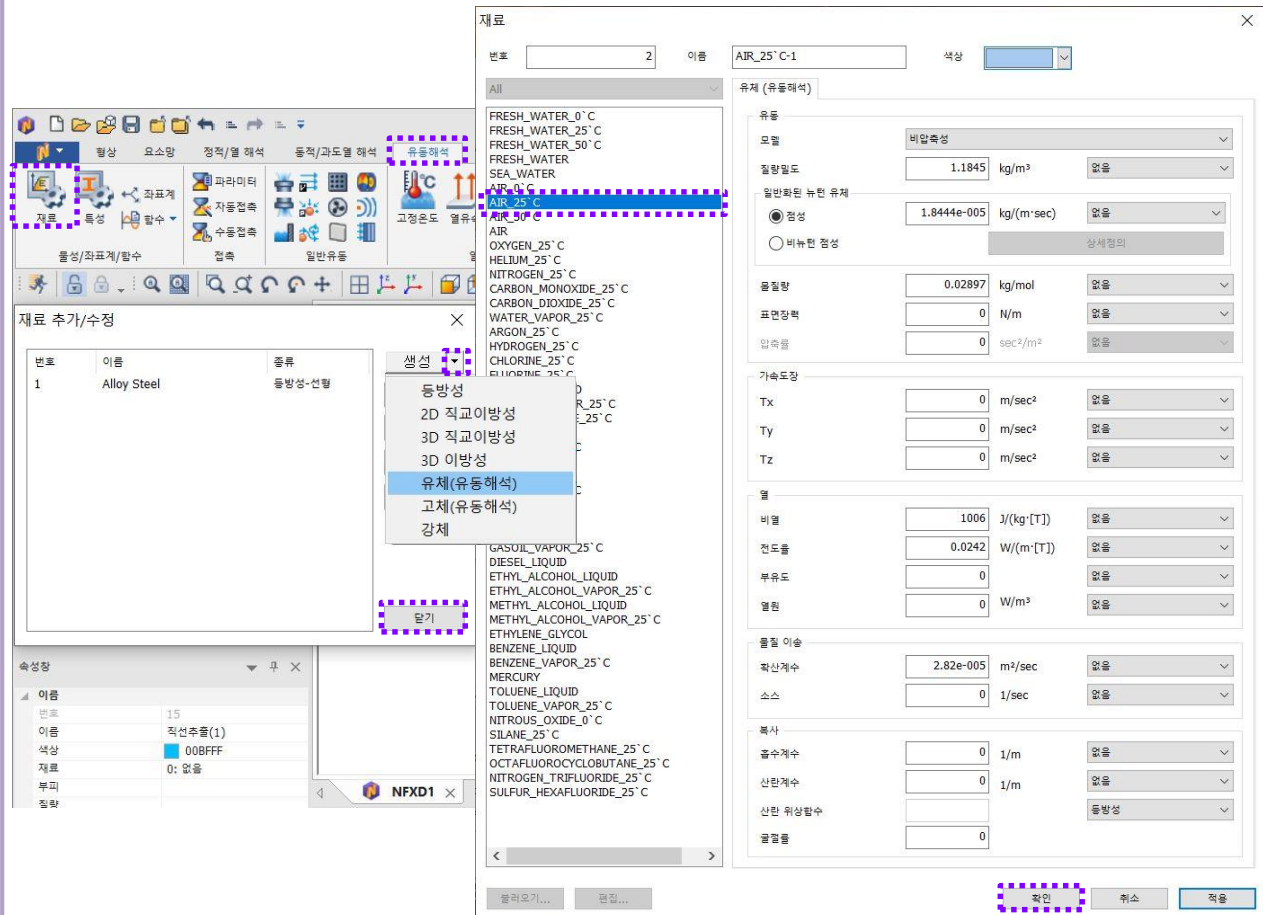 형상 요소망 정적/열 해석 동적/과도열 해석 유동해석
재료 특성 좌표계 함수
파라미터
자동접촉
수동접촉
고정온도
물성/좌표계/함수 접촉 일반유동
재료 추가/수정
번호 이름 종류
1 Alloy Steel 등방성-선형
생성
등방성
2D 직교이방성
3D 직교이방성
3D 이방성
유체(유동해석)
고체(유동해석)
강체
닫기
속성창
이름
번호 15
이름 직선추출(1)
색상 00BFFF
재료 0: 없음
부피
질량
NFXD1
재료
번호 2 이름 AIR_25`C-1 색상
All
FRESH_WATER_0`C
FRESH_WATER_25`C
FRESH_WATER_50`C
FRESH_WATER
SEA_WATER
AIR_0`C
AIR_25`C
AIR_50`C
AIR
OXYGEN_25`C
HELIUM_25`C
NITROGEN_25`C
CARBON_MONOXIDE_25`C
CARBON_DIOXIDE_25`C
WATER_VAPOR_25`C
ARGON_25`C
HYDROGEN_25`C
CHLORINE_25`C
FLUORINE_25`C
GASOIL_VAPOR_25`C
DIESEL_LIQUID
ETHYL_ALCOHOL_LIQUID
ETHYL_ALCOHOL_VAPOR_25`C
METHYL_ALCOHOL_LIQUID
METHYL_ALCOHOL_VAPOR_25`C
ETHYLENE_GLYCOL
BENZENE_LIQUID
BENZENE_VAPOR_25`C
MERCURY
TOLUENE_LIQUID
TOLUENE_VAPOR_25`C
NITROUS_OXIDE_0`C
SILANE_25`C
TETRAFLUOROMETHANE_25`C
OCTAFLUOROCYCLOBUTANE_25`C
NITROGEN_TRIFLUORIDE_25`C
SULFUR_HEXAFLUORIDE_25`C
유체 (유동해석)
유동
모델 비압축성
질량밀도 1.1845 kg/m³ 없음
일반화된 뉴턴 유체
점성 1.8444e-005 kg/(m·sec) 없음
비뉴턴 점성 상세정의
몰질량 0.02897 kg/mol 없음
표면장력 0 N/m 없음
압축률 0 sec²/m² 없음
가속도장
Tx 0 m/sec² 없음
Ty 0 m/sec² 없음
Tz 0 m/sec² 없음
열
비열 1006 J/(kg·[T]) 없음
전도율 0.0242 W/(m·[T]) 없음
부유도 0 없음
열원 0 W/m³ 없음
물질 이송
확산계수 2.82e-005 m²/sec 없음
소스 0 1/sec 없음
복사
흡수계수 0 1/m 없음
산란계수 0 1/m 없음
산란 위상함수 등방성
굴절률 0
불러오기... 편집... 확인 취소 적용